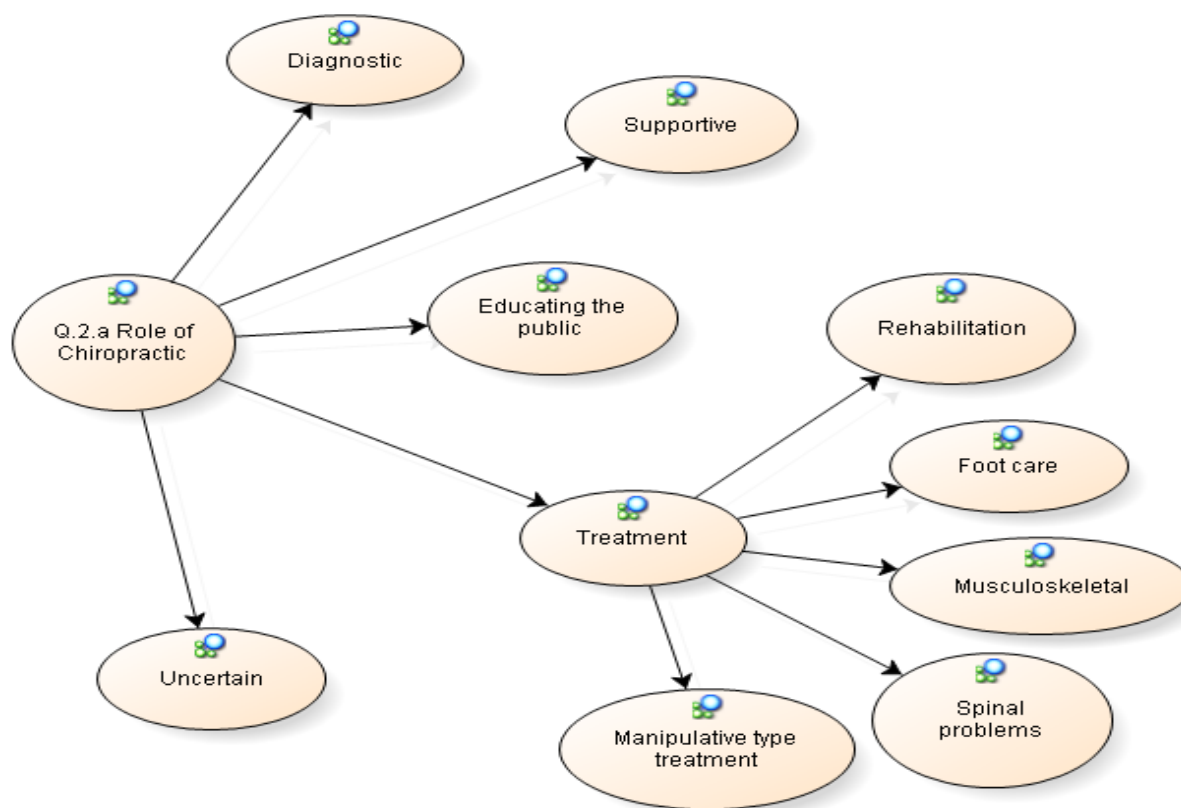 Diagnostic
Supportive
Educating the
public
Q.2.a Role of
Chiropractic
Rehabilitation
Foot care
Treatment
Musculoskeletal
Uncertain
Spinal
problems
Manipulative type
treatment